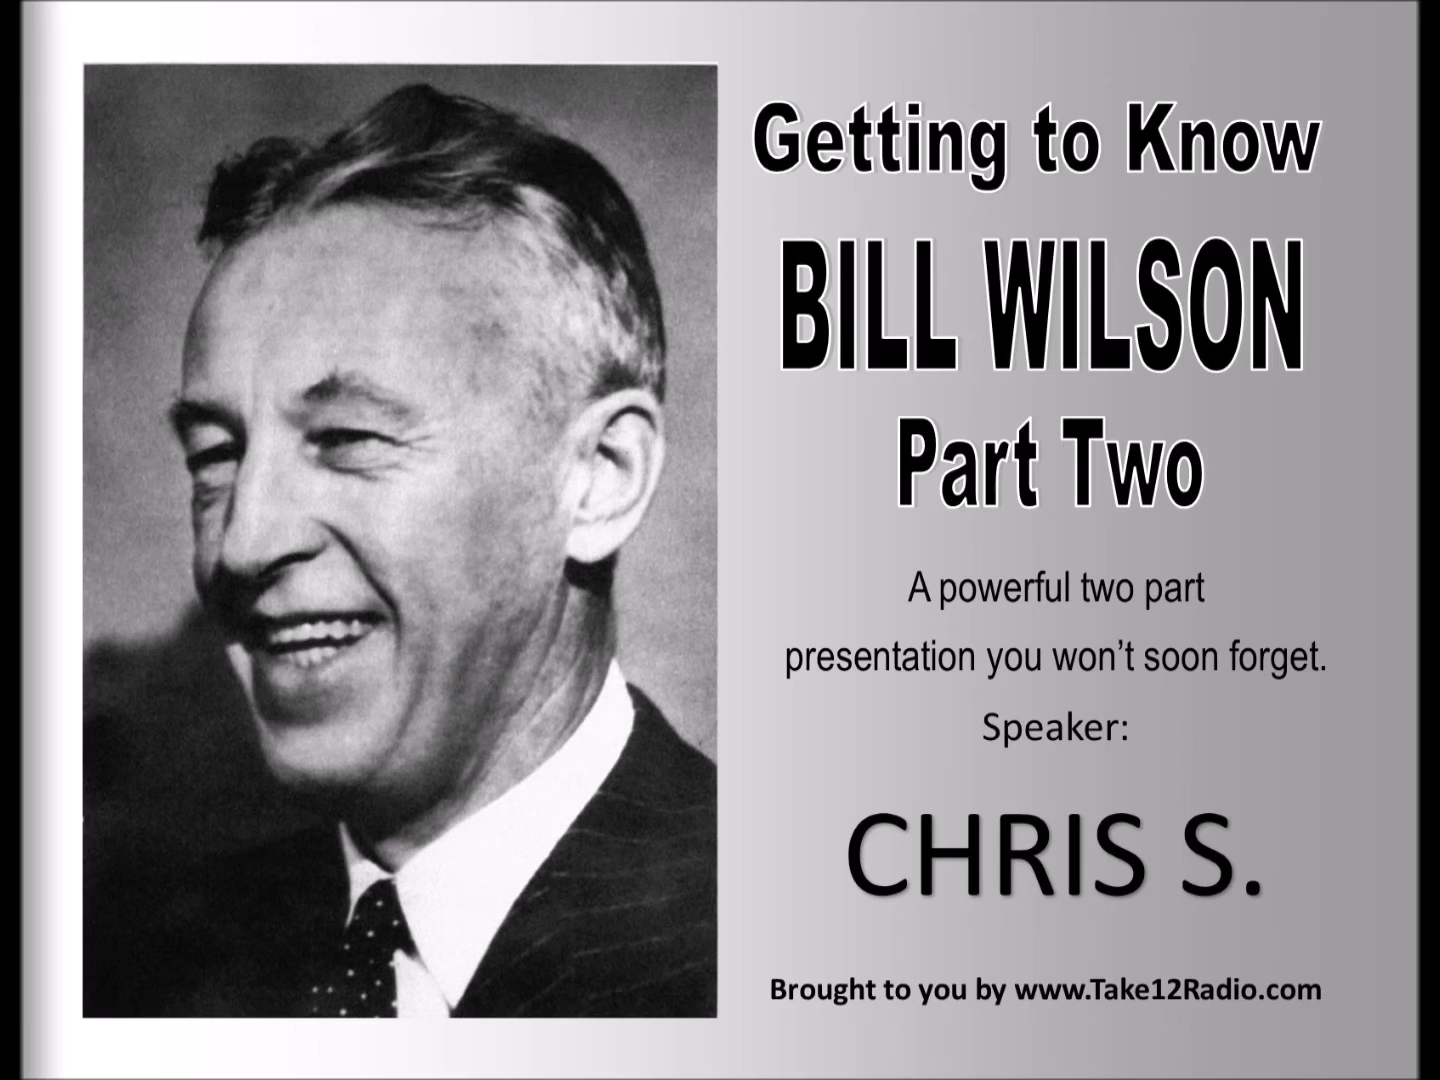 Getting to Know
BILL WILSON
Part Two
A powerful two part
presentation you won’t soon forget.
Speaker:
CHRIS S.
Brought to you by www.Take12Radio.com